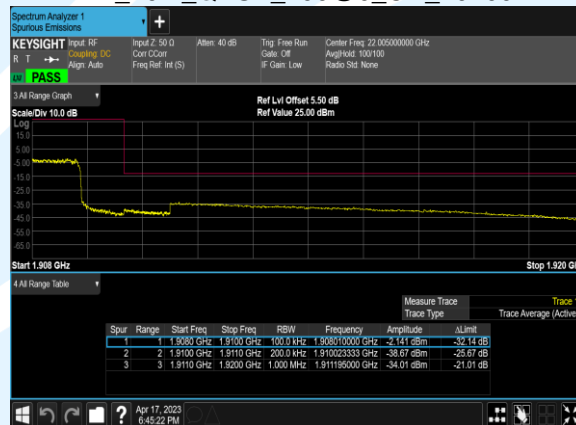 Spectrum Analyzer 1
Spurious Emissions
KEYSIGHT
R T
LXI
PASS
Input: RF
Coupling: DC
Align: Auto
Input Z: 50 Ω
Corr CCorr
Freq Ref: Int (S)
Atten: 40 dB
Trig: Free Run
Gate: Off
IF Gain: Low
Center Freq: 22.005000000 GHz
Avg|Hold: 100/100
Radio Std: None
3 All Range Graph
Scale/Div 10.0 dB
Ref Lvl Offset 5.50 dB
Ref Value 25.00 dBm
Log
15.0
5.00
-5.00
-15.0
-25.0
-35.0
-45.0
-55.0
-65.0
Start 1.908 GHz
Stop 1.920 G
4 All Range Table
Measure Trace Trace
Trace Type Trace Average (Active
Spur Range Start Freq Stop Freq RBW Frequency Amplitude ΔLimit
1 1 1.9080 GHz 1.9100 GHz 100.0 kHz 1.908010000 GHz -2.141 dBm -32.14 dB
2 2 1.9100 GHz 1.9110 GHz 200.0 kHz 1.910023333 GHz -38.67 dBm -25.67 dB
3 3 1.9110 GHz 1.9200 GHz 1.000 MHz 1.911195000 GHz -34.01 dBm -21.01 dB
?
Apr 17, 2023
6:45:22 PM